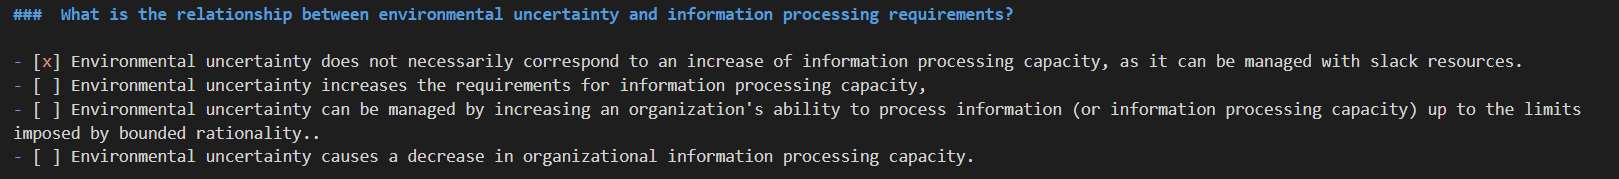 ###  What is the relationship between environmental uncertainty and information processing requirements?
- [x] Environmental uncertainty does not necessarily correspond to an increase of information processing capacity, as it can be managed with slack resources.
- [ ] Environmental uncertainty increases the requirements for information processing capacity,
- [ ] Environmental uncertainty can be managed by increasing an organization's ability to process information (or information processing capacity) up to the limits
imposed by bounded rationality..
- [ ] Environmental uncertainty causes a decrease in organizational information processing capacity.